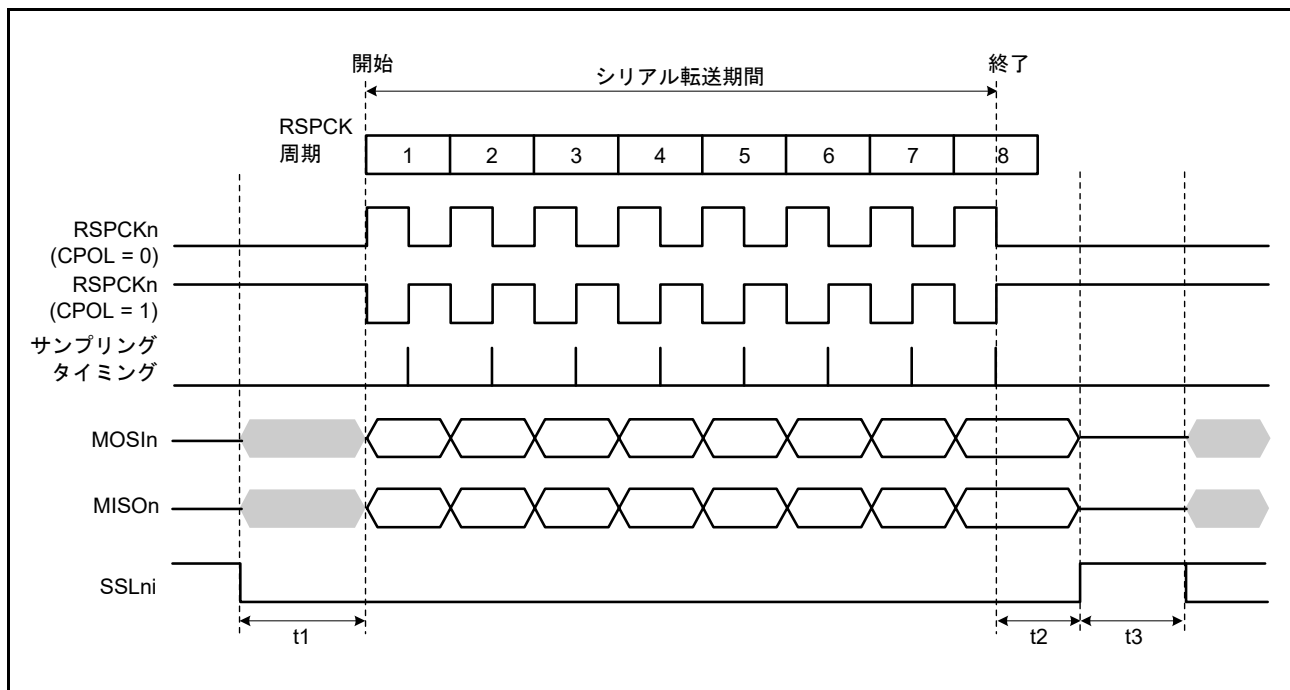 開始
シリアル転送期間
終了
RSPCK
周期
1 2 3 4 5 6 7 8
RSPCKn
(CPOL = 0)
RSPCKn
(CPOL = 1)
サンプリング
タイミング
MOSIn
MISOn
SSLni
t1
t2
t3